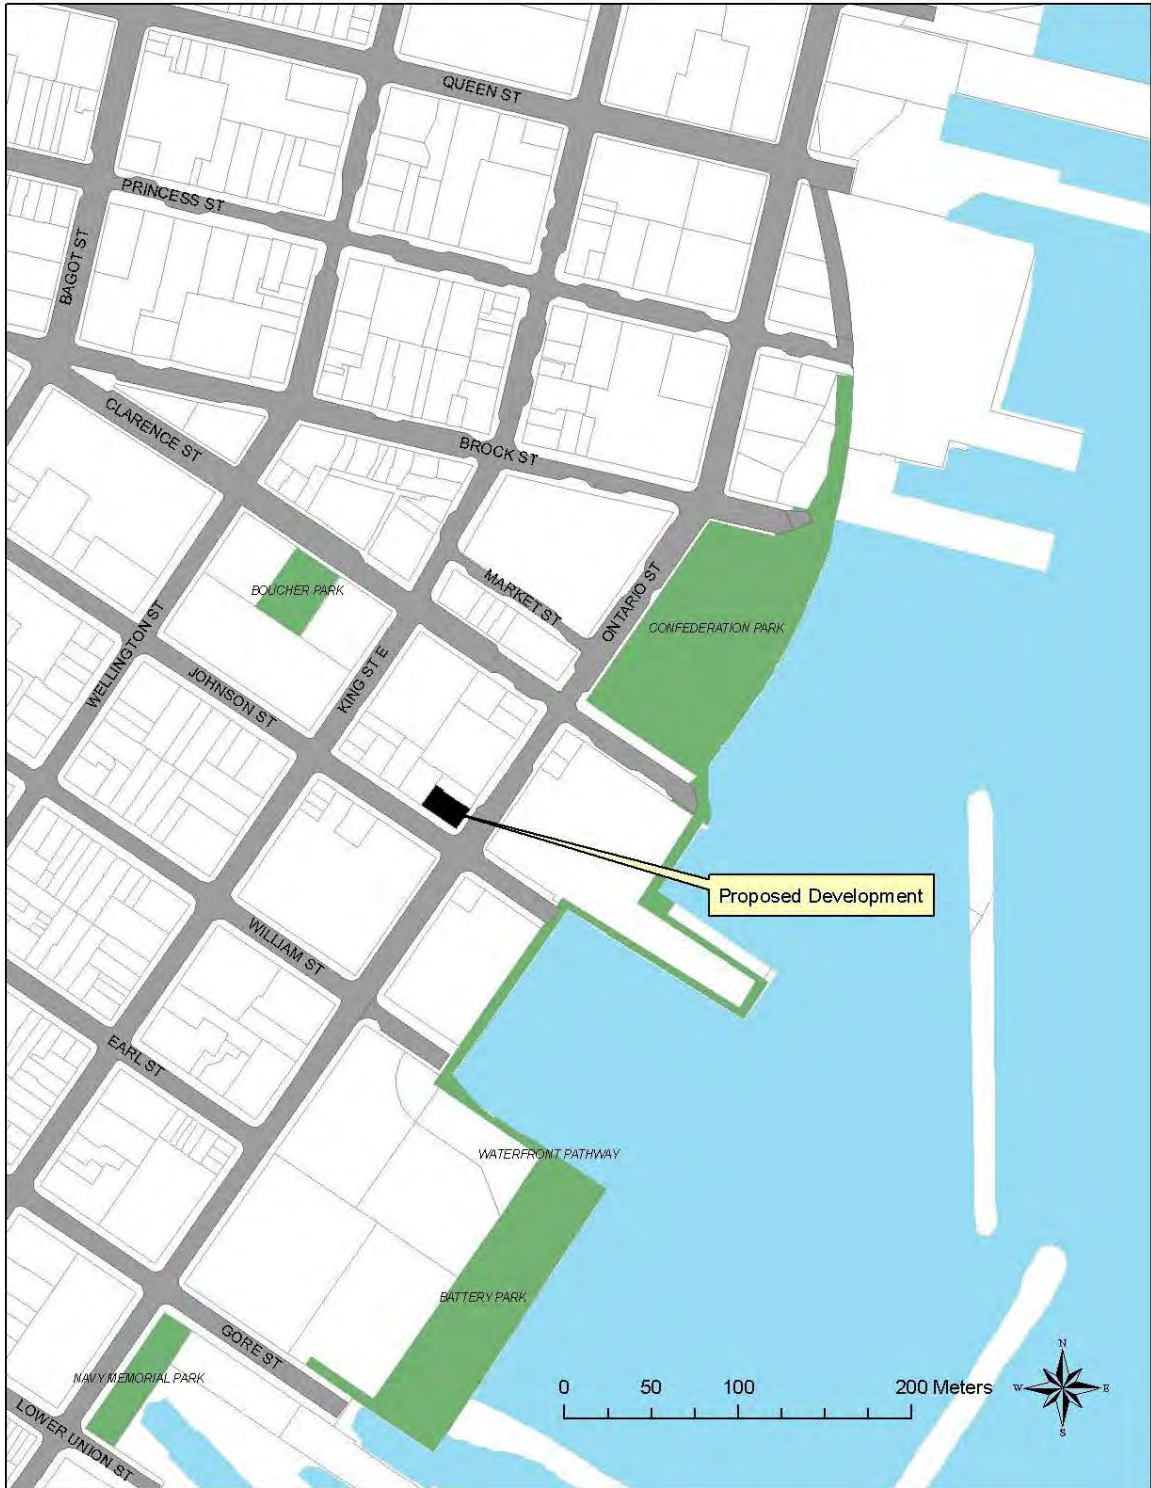 QUEEN ST
PRINCESS ST
BAGOT ST
CLARENCE ST
BROCK ST
MARKET ST
ONTARIO ST
BOUCHER PARK
CONFEDERATION PARK
WELLINGTON ST
JOHNSON ST
KING ST E
Proposed Development
WILLIAM ST
EARL ST
WATERFRONT PATHWAY
BATTERY PARK
GORE ST
NAVY MEMORIAL PARK
LOWER UNION ST
0 50 100 200 Meters
N
W E
S